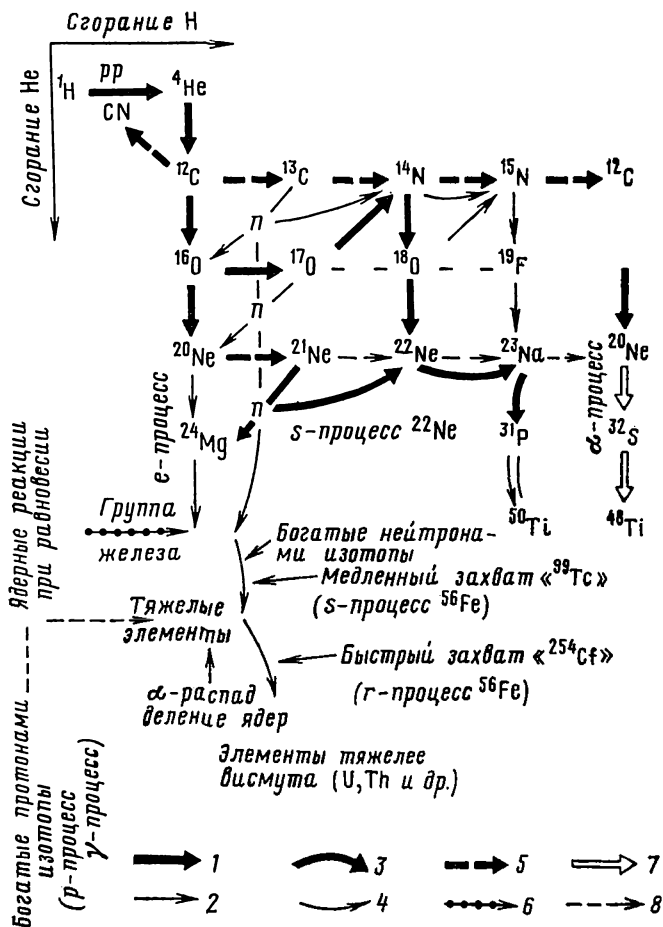 Сгорание H
Сгорание He
¹H pp ⁴He
CN
¹²C ¹³C ¹⁴N ¹⁵N ¹²C
n
¹⁶O ¹⁷O ¹⁸O ¹⁹F
n
²⁰Ne ²¹Ne ²²Ne ²³Na ²⁰Ne
n
e-процесс
²⁴Mg
s-процесс ²²Ne
³¹P
α-процесс
³²S
⁵⁰Ti ⁴⁸Ti
Группа
железа
Ядерные реакции
при равновесии
Богатые нейтрона-
ми изотопы
Медленный захват «⁹⁹Tc»
(s-процесс ⁵⁶Fe)
Тяжелые
элементы
Быстрый захват «²⁵⁴Cf»
(r-процесс ⁵⁶Fe)
α-распад
деление ядер
Элементы тяжелее
висмута (U,Th и др.)
Богатые протонами
изотопы
(p-процесс
γ-процесс)
1 3 5 7
2 4 6 8